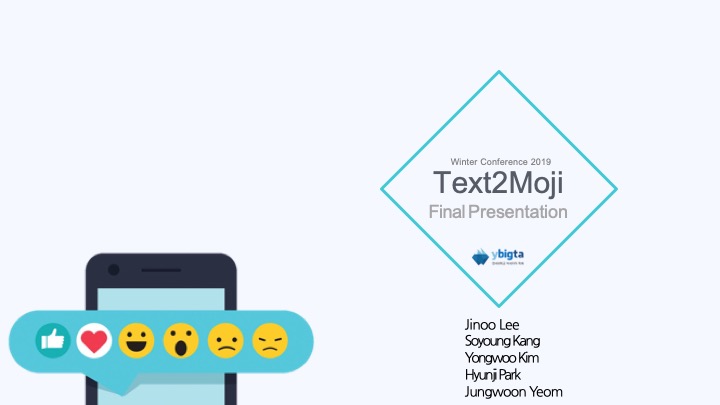 Winter Conference 2019
Text2Moji
Final Presentation
ybigta
Jinoo Lee
Soyoung Kang
Yongwoo Kim
Hyunji Park
Jungwoon Yeom